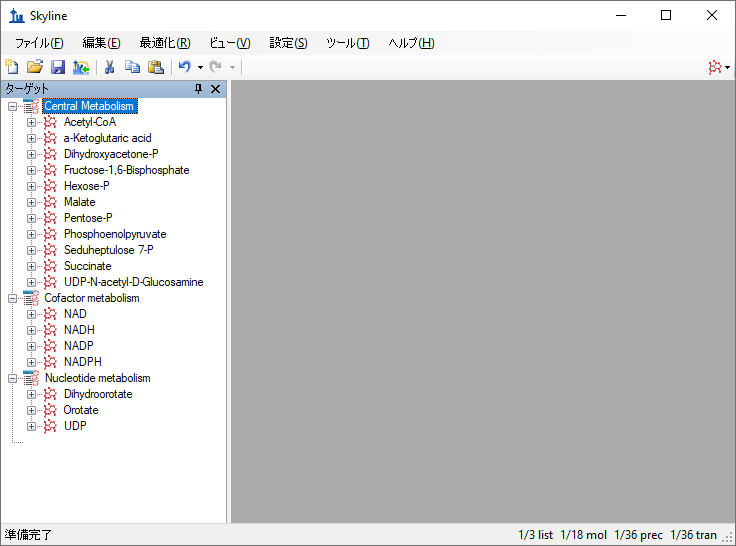 Skyline
ファイル(F) 編集(E) 最適化(R) ビュー(V) 設定(S) ツール(T) ヘルプ(H)
ターゲット
Central Metabolism
Acetyl-CoA
a-Ketoglutaric acid
Dihydroxyacetone-P
Fructose-1,6-Bisphosphate
Hexose-P
Malate
Pentose-P
Phosphoenolpyruvate
Seduheptulose 7-P
Succinate
UDP-N-acetyl-D-Glucosamine
Cofactor metabolism
NAD
NADH
NADP
NADPH
Nucleotide metabolism
Dihydroorotate
Orotate
UDP
準備完了 1/3 list 1/18 mol 1/36 prec 1/36 tran